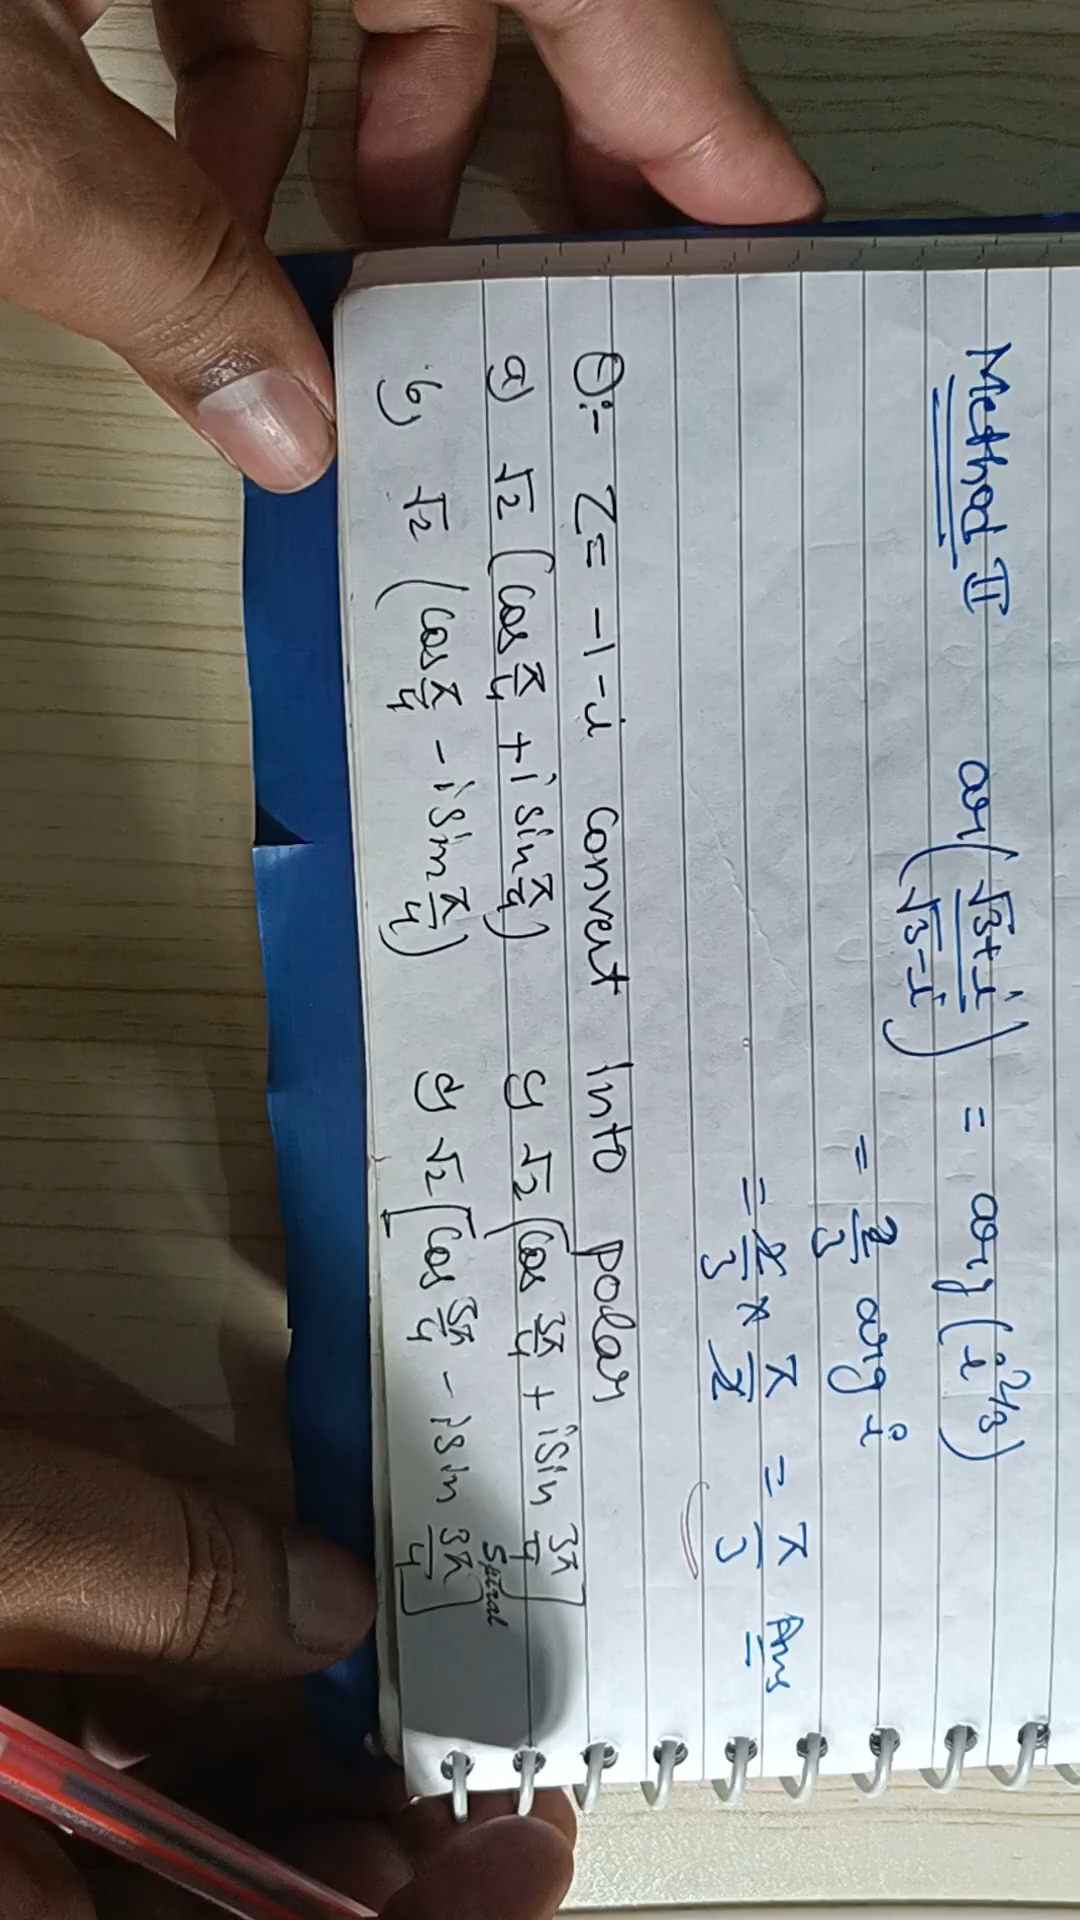 Method II ar(√3+i/√3-i) = arg(i^2/3)
= 2/3 arg i
= 2/3 × π/2 = π/3 Ans
Q:- Z= -1-i convert into polar
a) √2 (cos π/4 + i sin π/4) c) √2 [cos 3π/4 + i sin 3π/4]
b) √2 (cos π/4 - i sin π/4) d) √2 [cos 3π/4 - i sin 3π/4]
Spiral